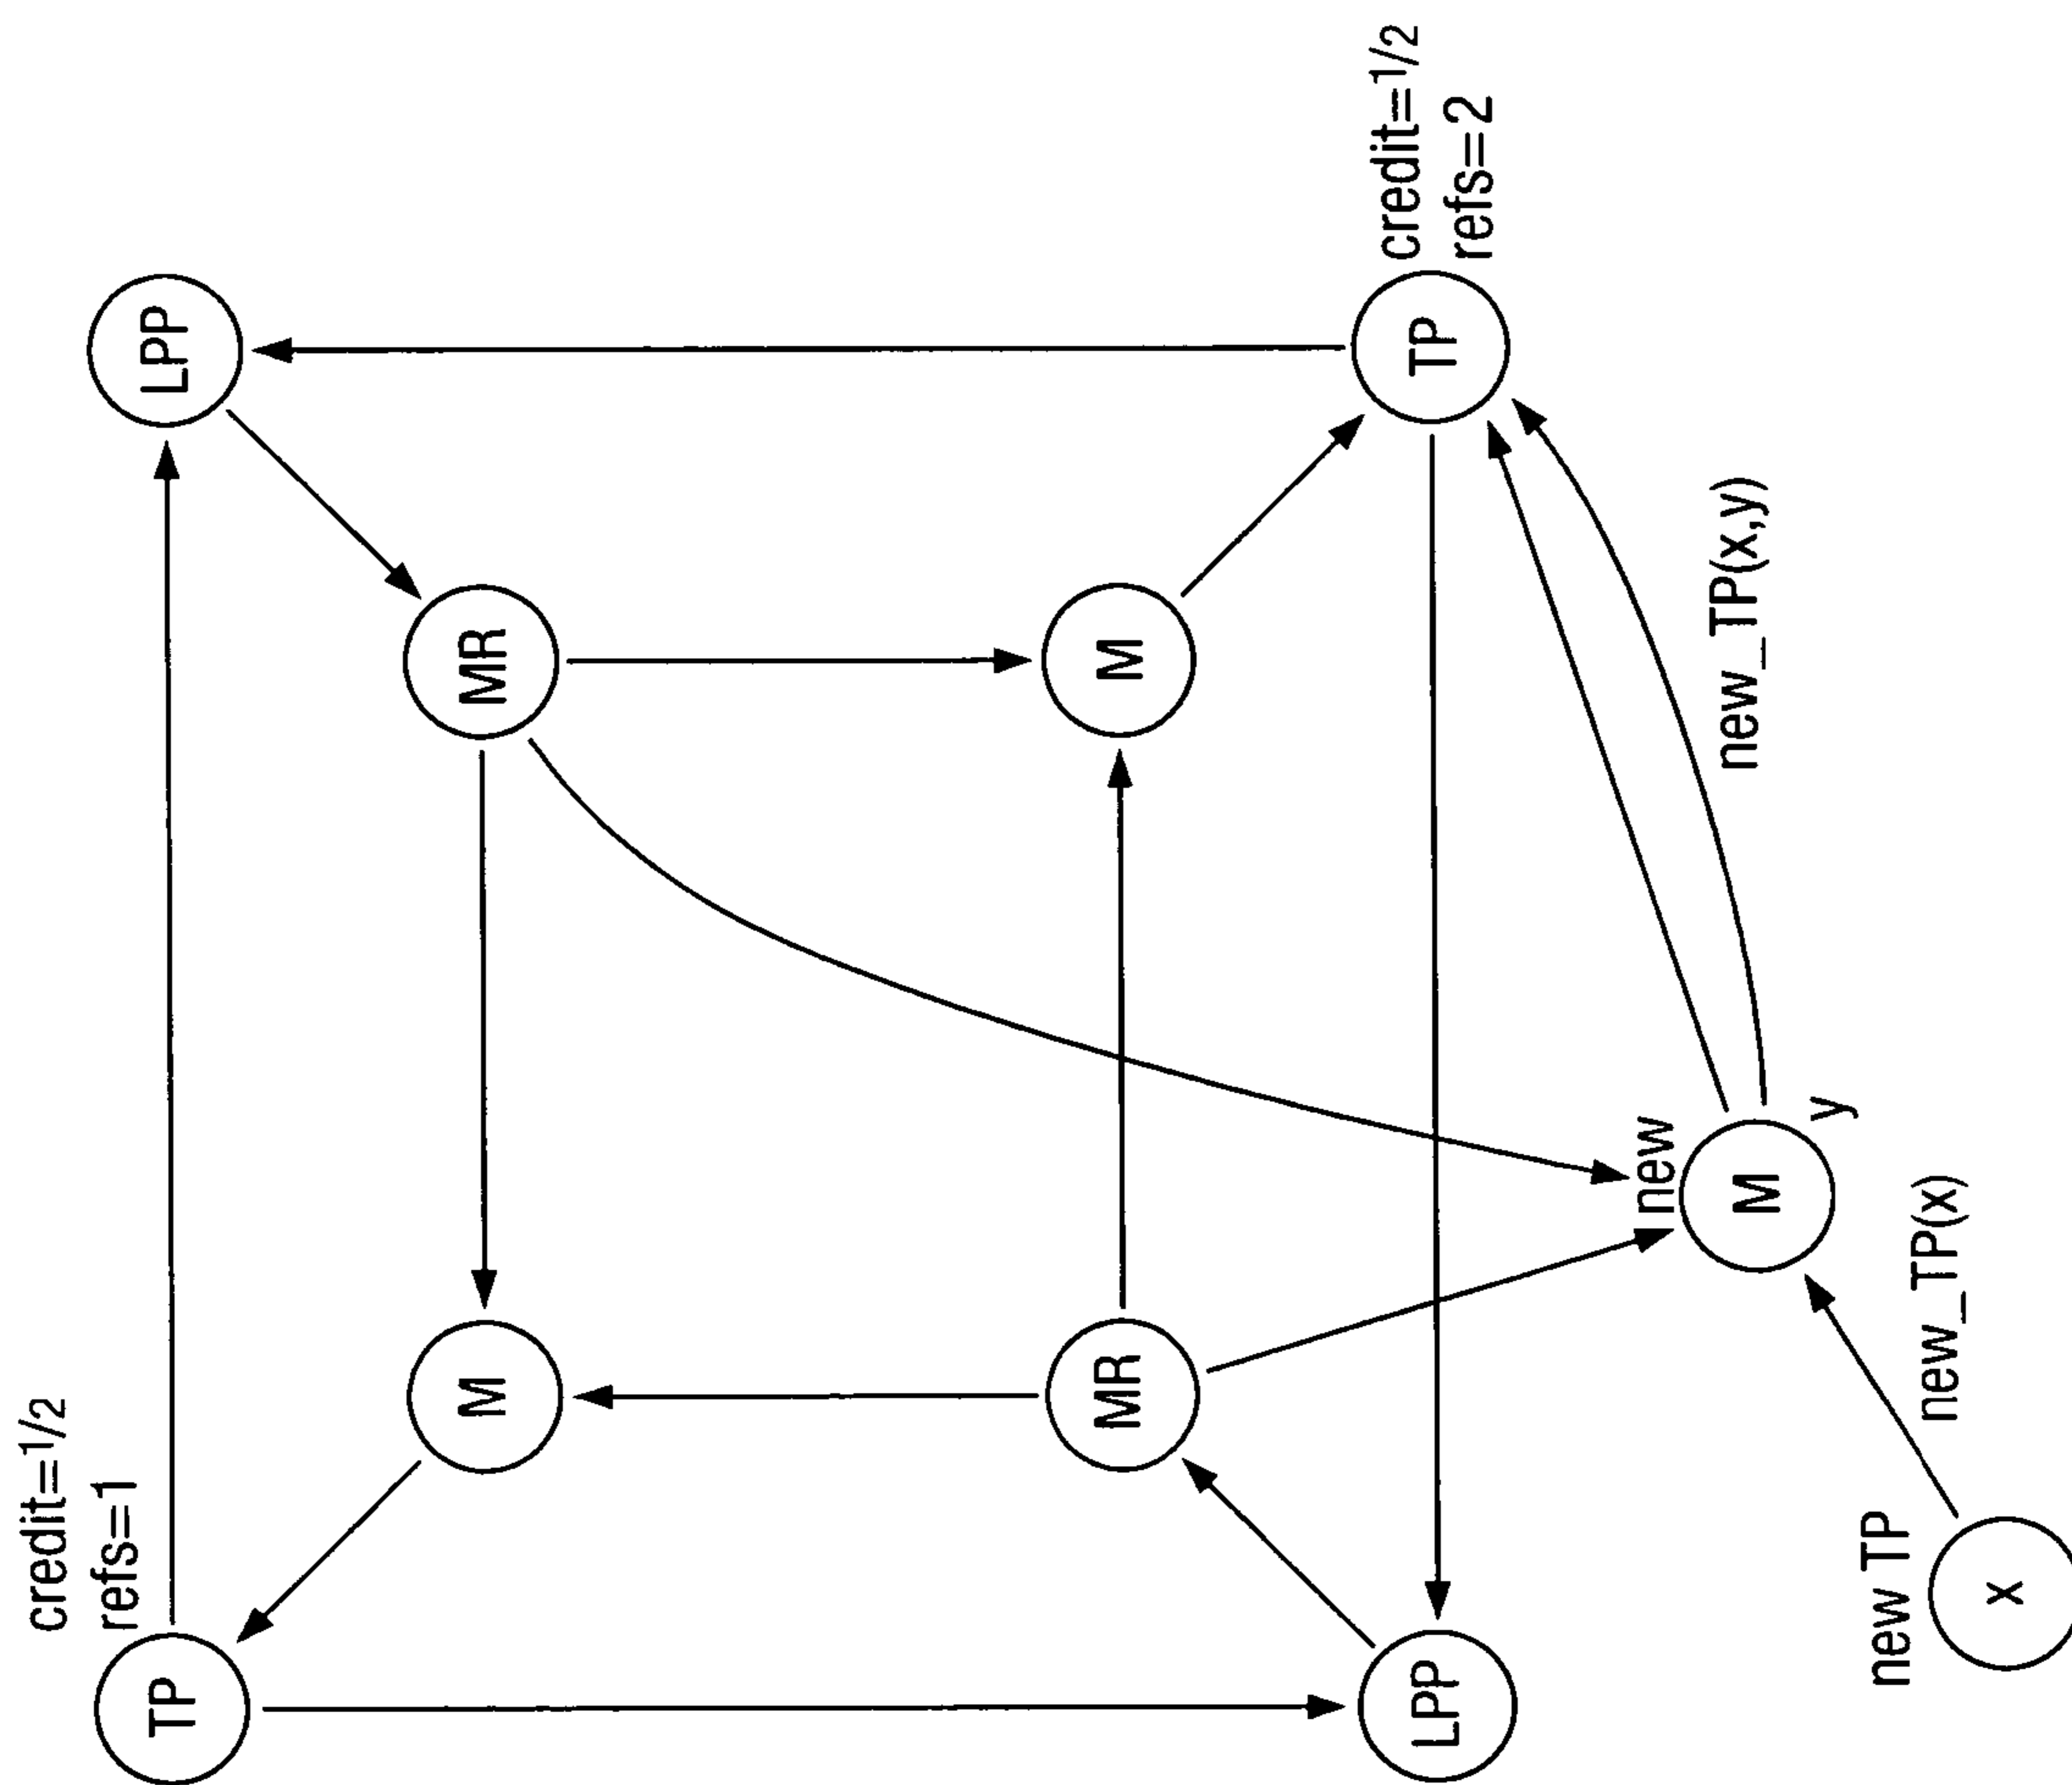 credit=1/2
refs=1
TP
LPP
M
MR
MR
M
credit=1/2
refs=2
LPP
TP
new
new_TP(x,y)
M
y
new TP
new_TP(x)
x